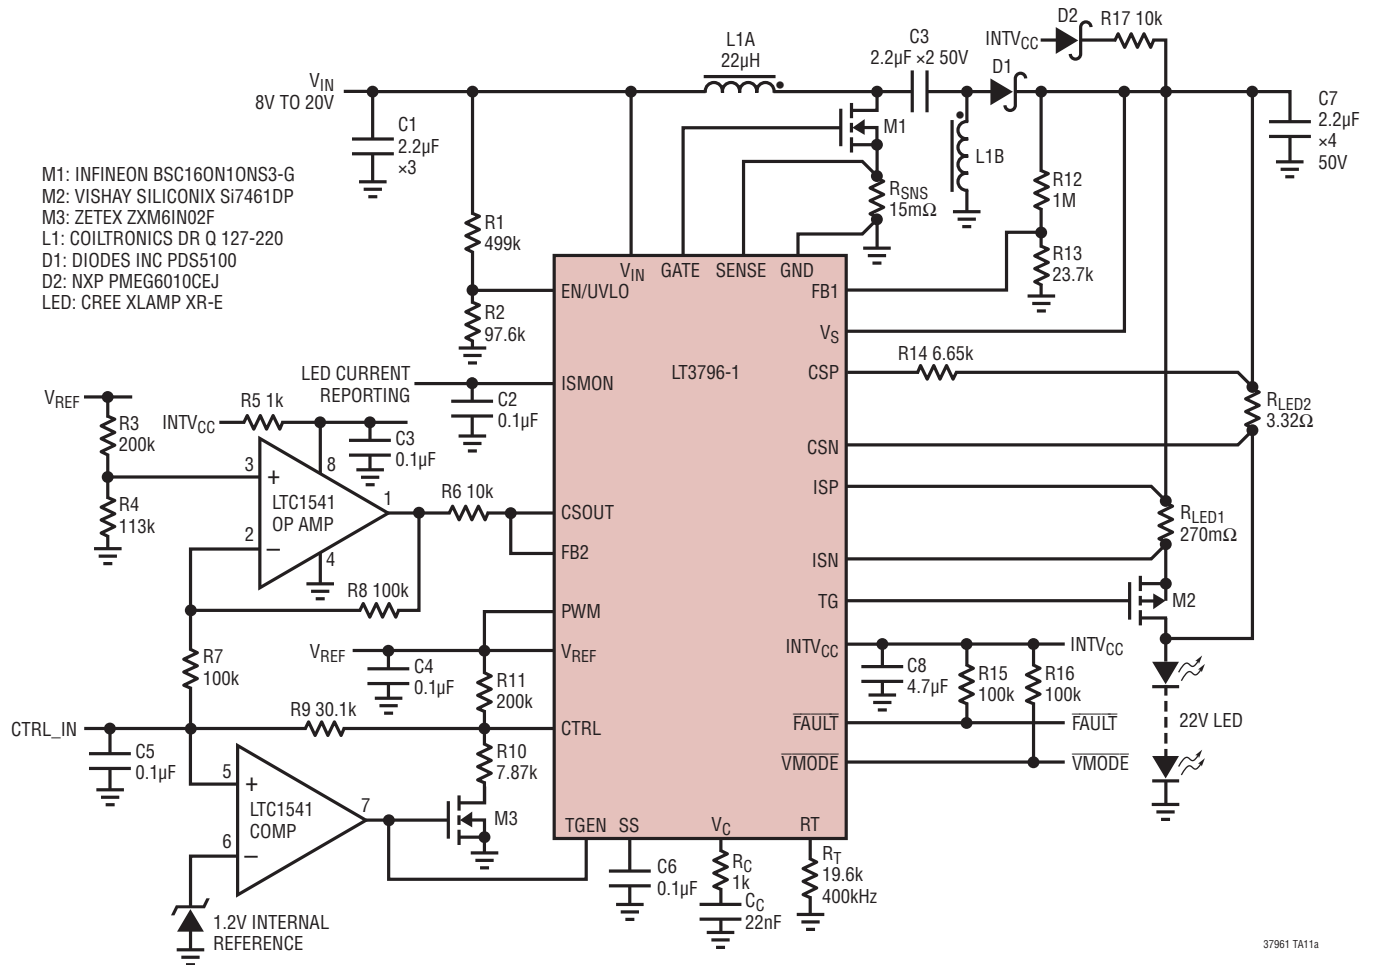 D2
R17 10k
INTVCC
L1A
22µH
C3
2.2µF ×2 50V
D1
VIN
8V TO 20V
C1
2.2µF
×3
M1
L1B
C7
2.2µF
×4
50V
M1: INFINEON BSC16ON1ONS3-G
M2: VISHAY SILICONIX Si7461DP
M3: ZETEX ZXM6IN02F
L1: COILTRONICS DR Q 127-220
D1: DIODES INC PDS5100
D2: NXP PMEG6010CEJ
LED: CREE XLAMP XR-E
R1
499k
RSNS
15mΩ
R12
1M
R13
23.7k
VIN GATE SENSE GND
EN/UVLO
FB1
R2
97.6k
VS
LT3796-1
R14 6.65k
CSP
LED CURRENT
REPORTING
ISMON
C2
0.1µF
RLED2
3.32Ω
VREF
R3
200k
R5 1k
INTVCC
C3
0.1µF
CSN
3
+
8
LTC1541
OP AMP
1
2
–
4
R4
113k
R6 10k
CSOUT
FB2
ISP
RLED1
270mΩ
ISN
R8 100k
PWM
TG
M2
R7
100k
VREF
C4
0.1µF
VREF
R11
200k
INTVCC
C8
4.7µF
R15
100k
R16
100k
INTVCC
CTRL_IN
R9 30.1k
CTRL
FAULT
FAULT
22V LED
C5
0.1µF
R10
7.87k
VMODE
VMODE
5
+
LTC1541
COMP
7
6
–
M3
TGEN SS
VC
RT
C6
0.1µF
RC
1k
CC
22nF
RT
19.6k
400kHz
1.2V INTERNAL
REFERENCE
37961 TA11a